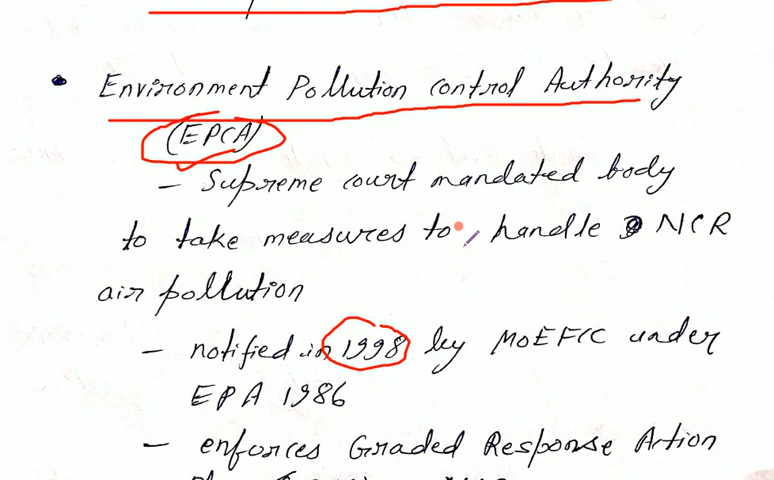 • Environment Pollution Control Authority
(EPCA)
– Supreme court mandated body
to take measures to handle NCR
air pollution
– notified in 1998 by MOEFCC under
EPA 1986
– enforces Graded Response Action